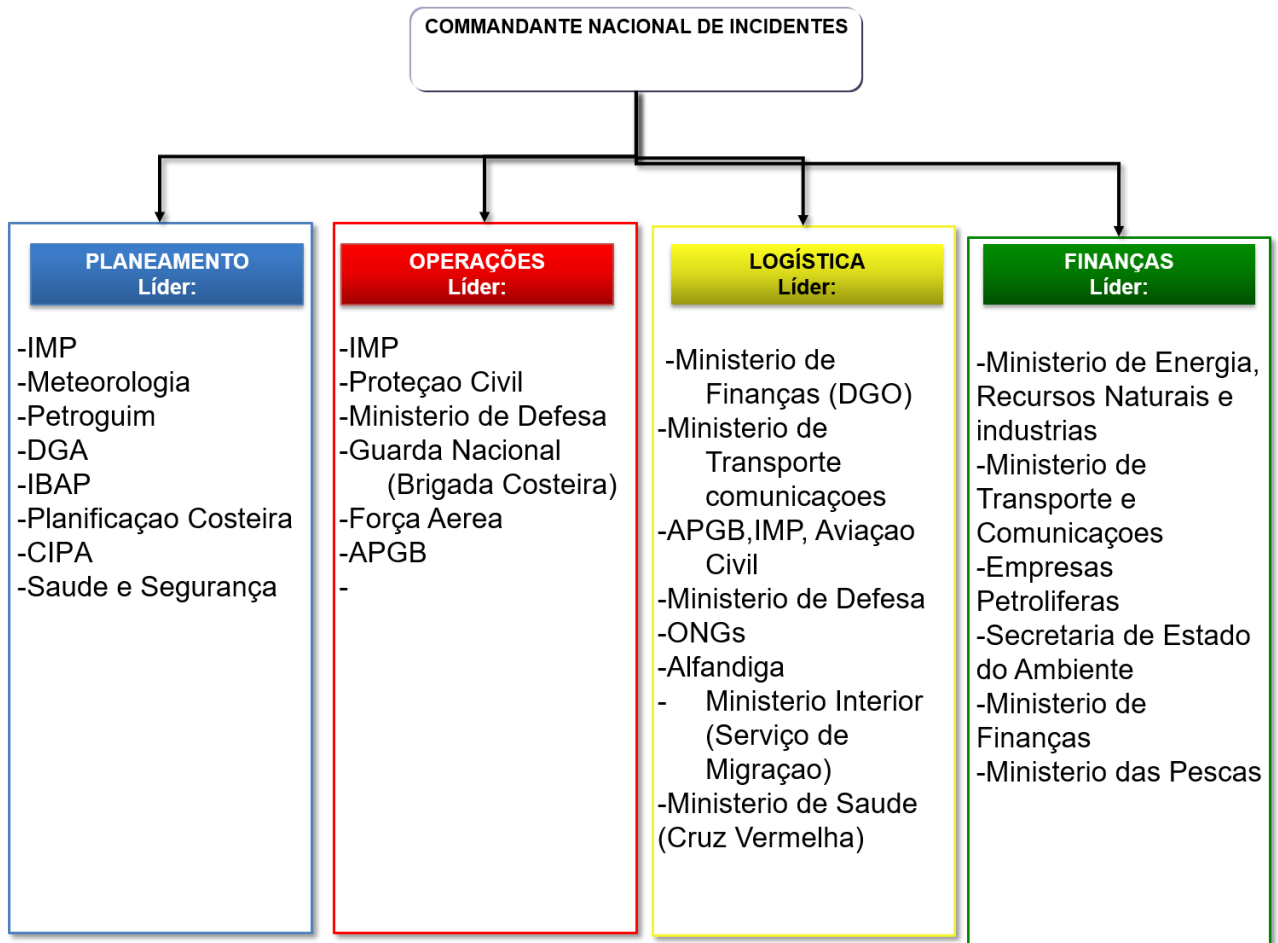 COMMANDANTE NACIONAL DE INCIDENTES
PLANEAMENTO
Líder:
-IMP
-Meteorologia
-Petroguim
-DGA
-IBAP
-Planificaçao Costeira
-CIPA
-Saude e Segurança
OPERAÇÕES
Líder:
-IMP
-Proteçao Civil
-Ministerio de Defesa
-Guarda Nacional
(Brigada Costeira)
-Força Aerea
-APGB
-
LOGÍSTICA
Líder:
-Ministerio de
Finanças (DGO)
-Ministerio de
Transporte
comunicaçoes
-APGB,IMP, Aviaçao
Civil
-Ministerio de Defesa
-ONGs
-Alfandiga
- Ministerio Interior
(Serviço de
Migraçao)
-Ministerio de Saude
(Cruz Vermelha)
FINANÇAS
Líder:
-Ministerio de Energia,
Recursos Naturais e
industrias
-Ministerio de
Transporte e
Comunicaçoes
-Empresas
Petroliferas
-Secretaria de Estado
do Ambiente
-Ministerio de
Finanças
-Ministerio das Pescas